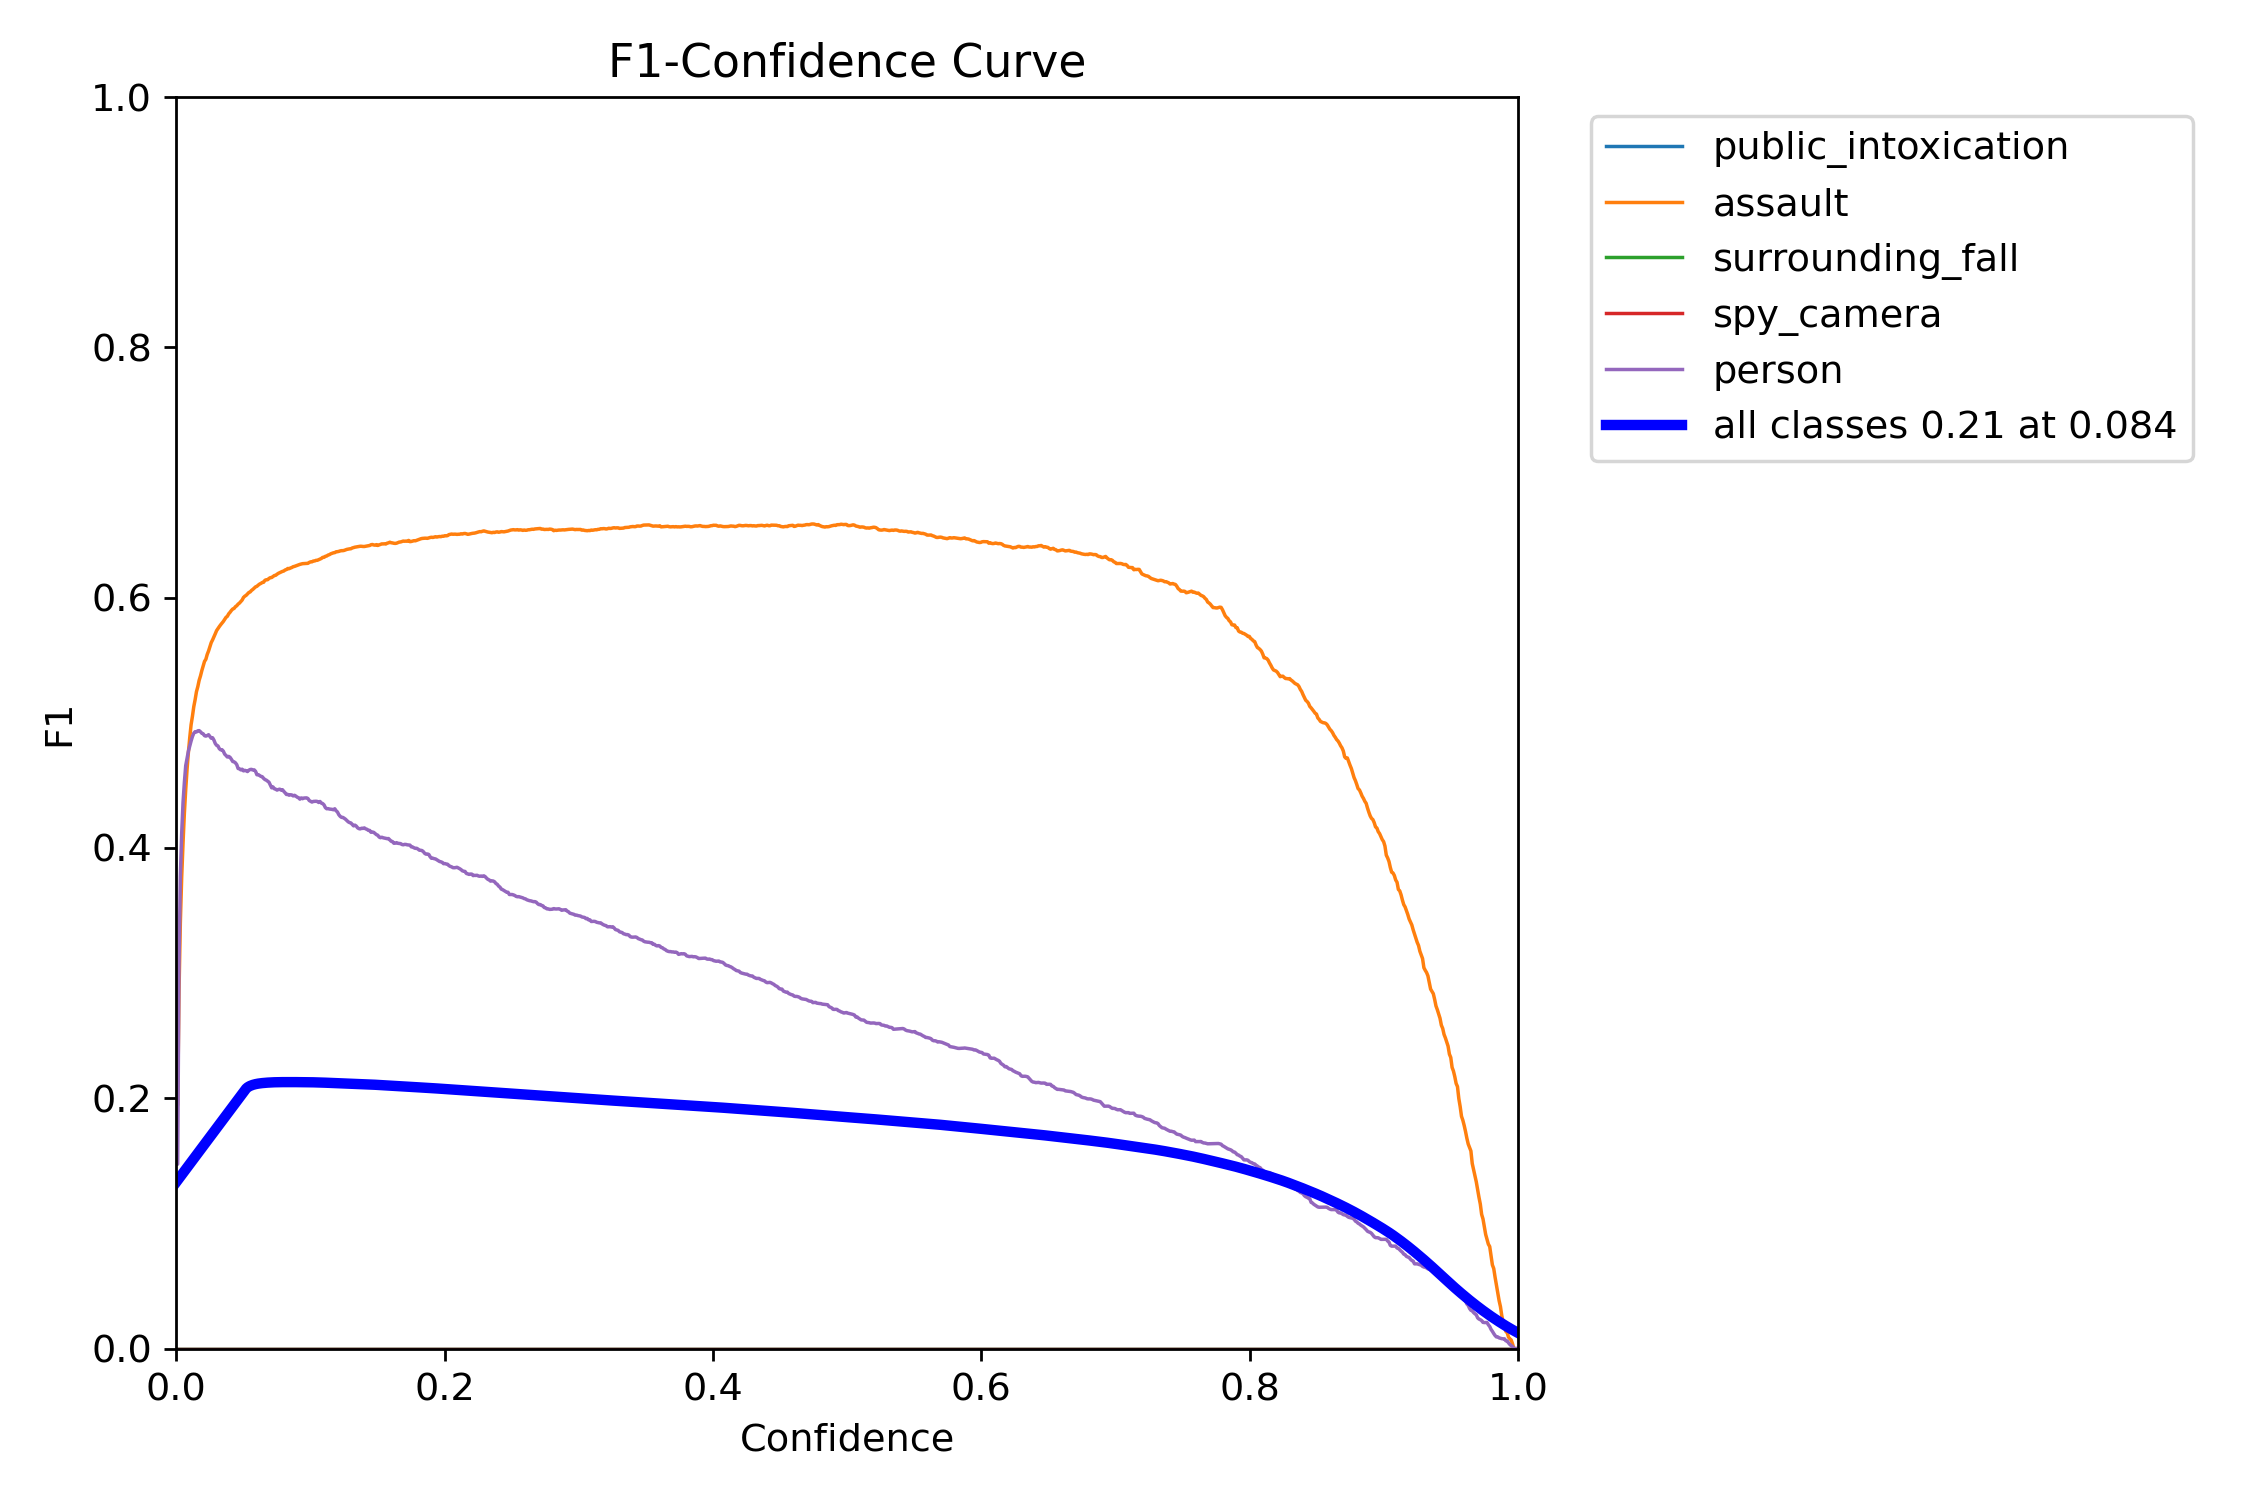 F1-Confidence Curve
1.0
0.8
0.6
0.4
0.2
0.0
F1
0.0 0.2 0.4 0.6 0.8 1.0
Confidence
public_intoxication
assault
surrounding_fall
spy_camera
person
all classes 0.21 at 0.084